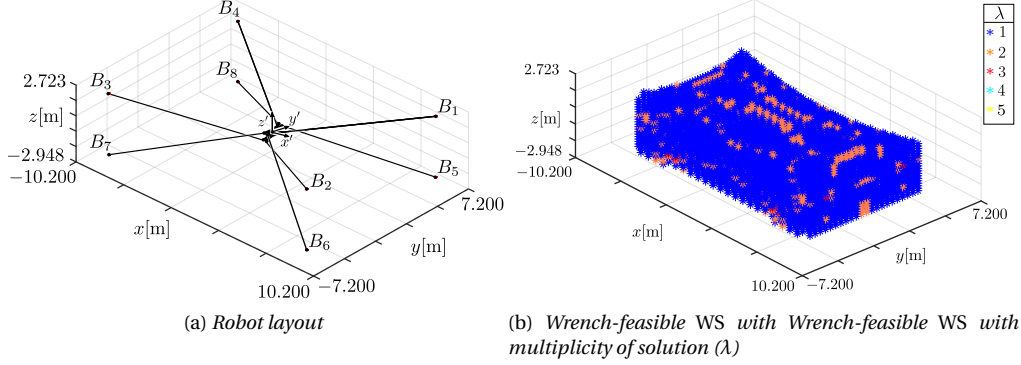 B4
2.723
B3
B8
z[m]
z′
y′
B1
x′
−2.948
B7
−10.200
B2
B5
7.200
x[m]
B6
y[m]
10.200
−7.200
(a) Robot layout
λ
1
2
3
4
5
2.723
z[m]
−2.948
−10.200
x[m]
7.200
y[m]
10.200
−7.200
(b) Wrench-feasible WS with Wrench-feasible WS with
multiplicity of solution (λ)